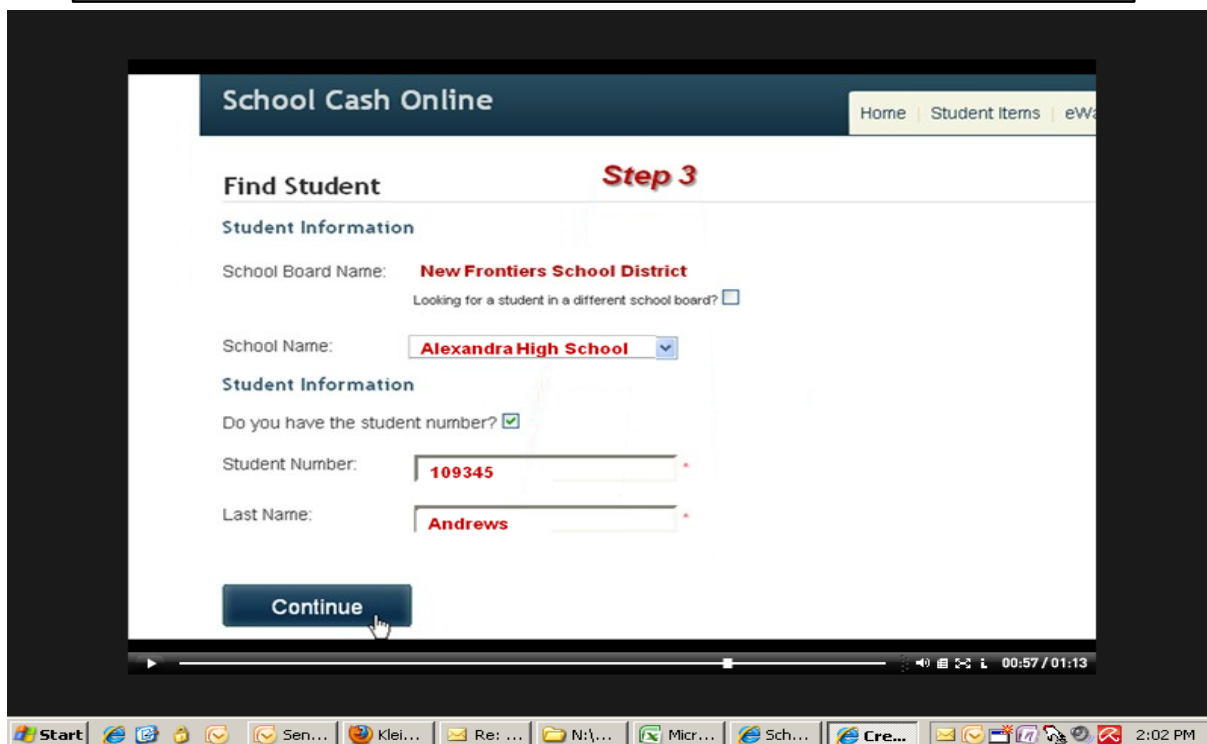 School Cash Online
Home | Student Items
Step 3
Find Student
Student Information
School Board Name: New Frontiers School District
Looking for a student in a different school board?
School Name: Alexandra High School
Student Information
Do you have the student number?
Student Number: 109345 *
Last Name: Andrews *
Continue
00:57 / 01:13
Start Sen... Klei... Re: ... N:\... Micr... Sch... Cre... 2:02 PM